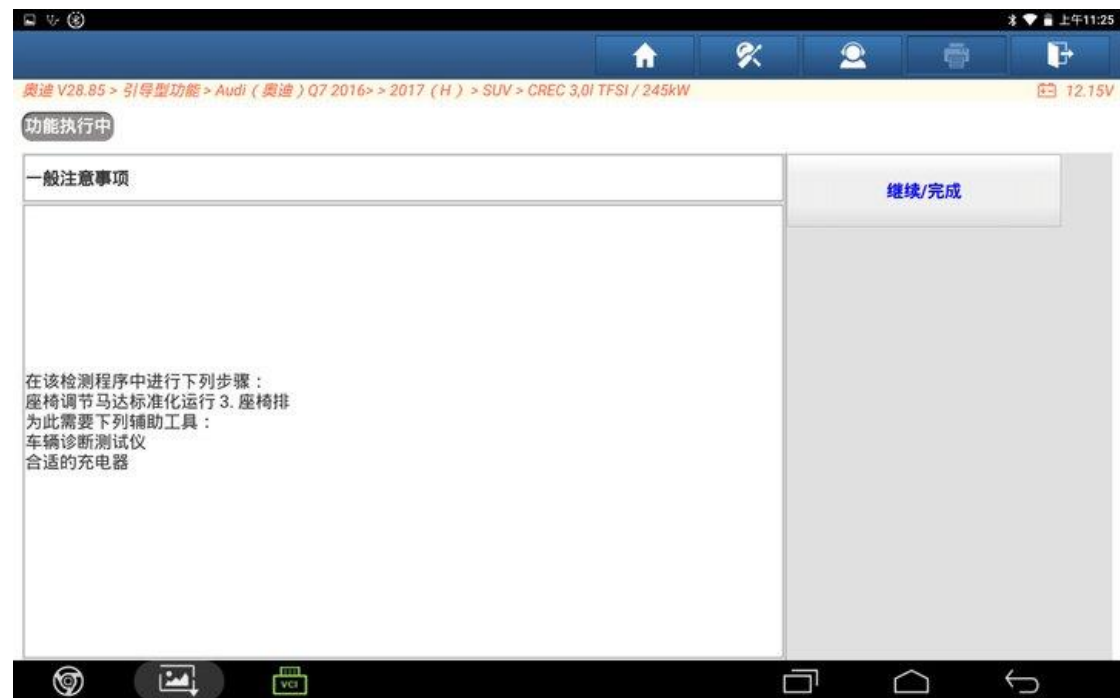 上午11:25
奥迪 V28.85 > 引导型功能 > Audi（奥迪）Q7 2016> > 2017（H）> SUV > CREC 3,0l TFSI / 245kW
12.15V
功能执行中
一般注意事项
继续/完成
在该检测程序中进行下列步骤：
座椅调节马达标准化运行 3. 座椅排
为此需要下列辅助工具：
车辆诊断测试仪
合适的充电器
VCI